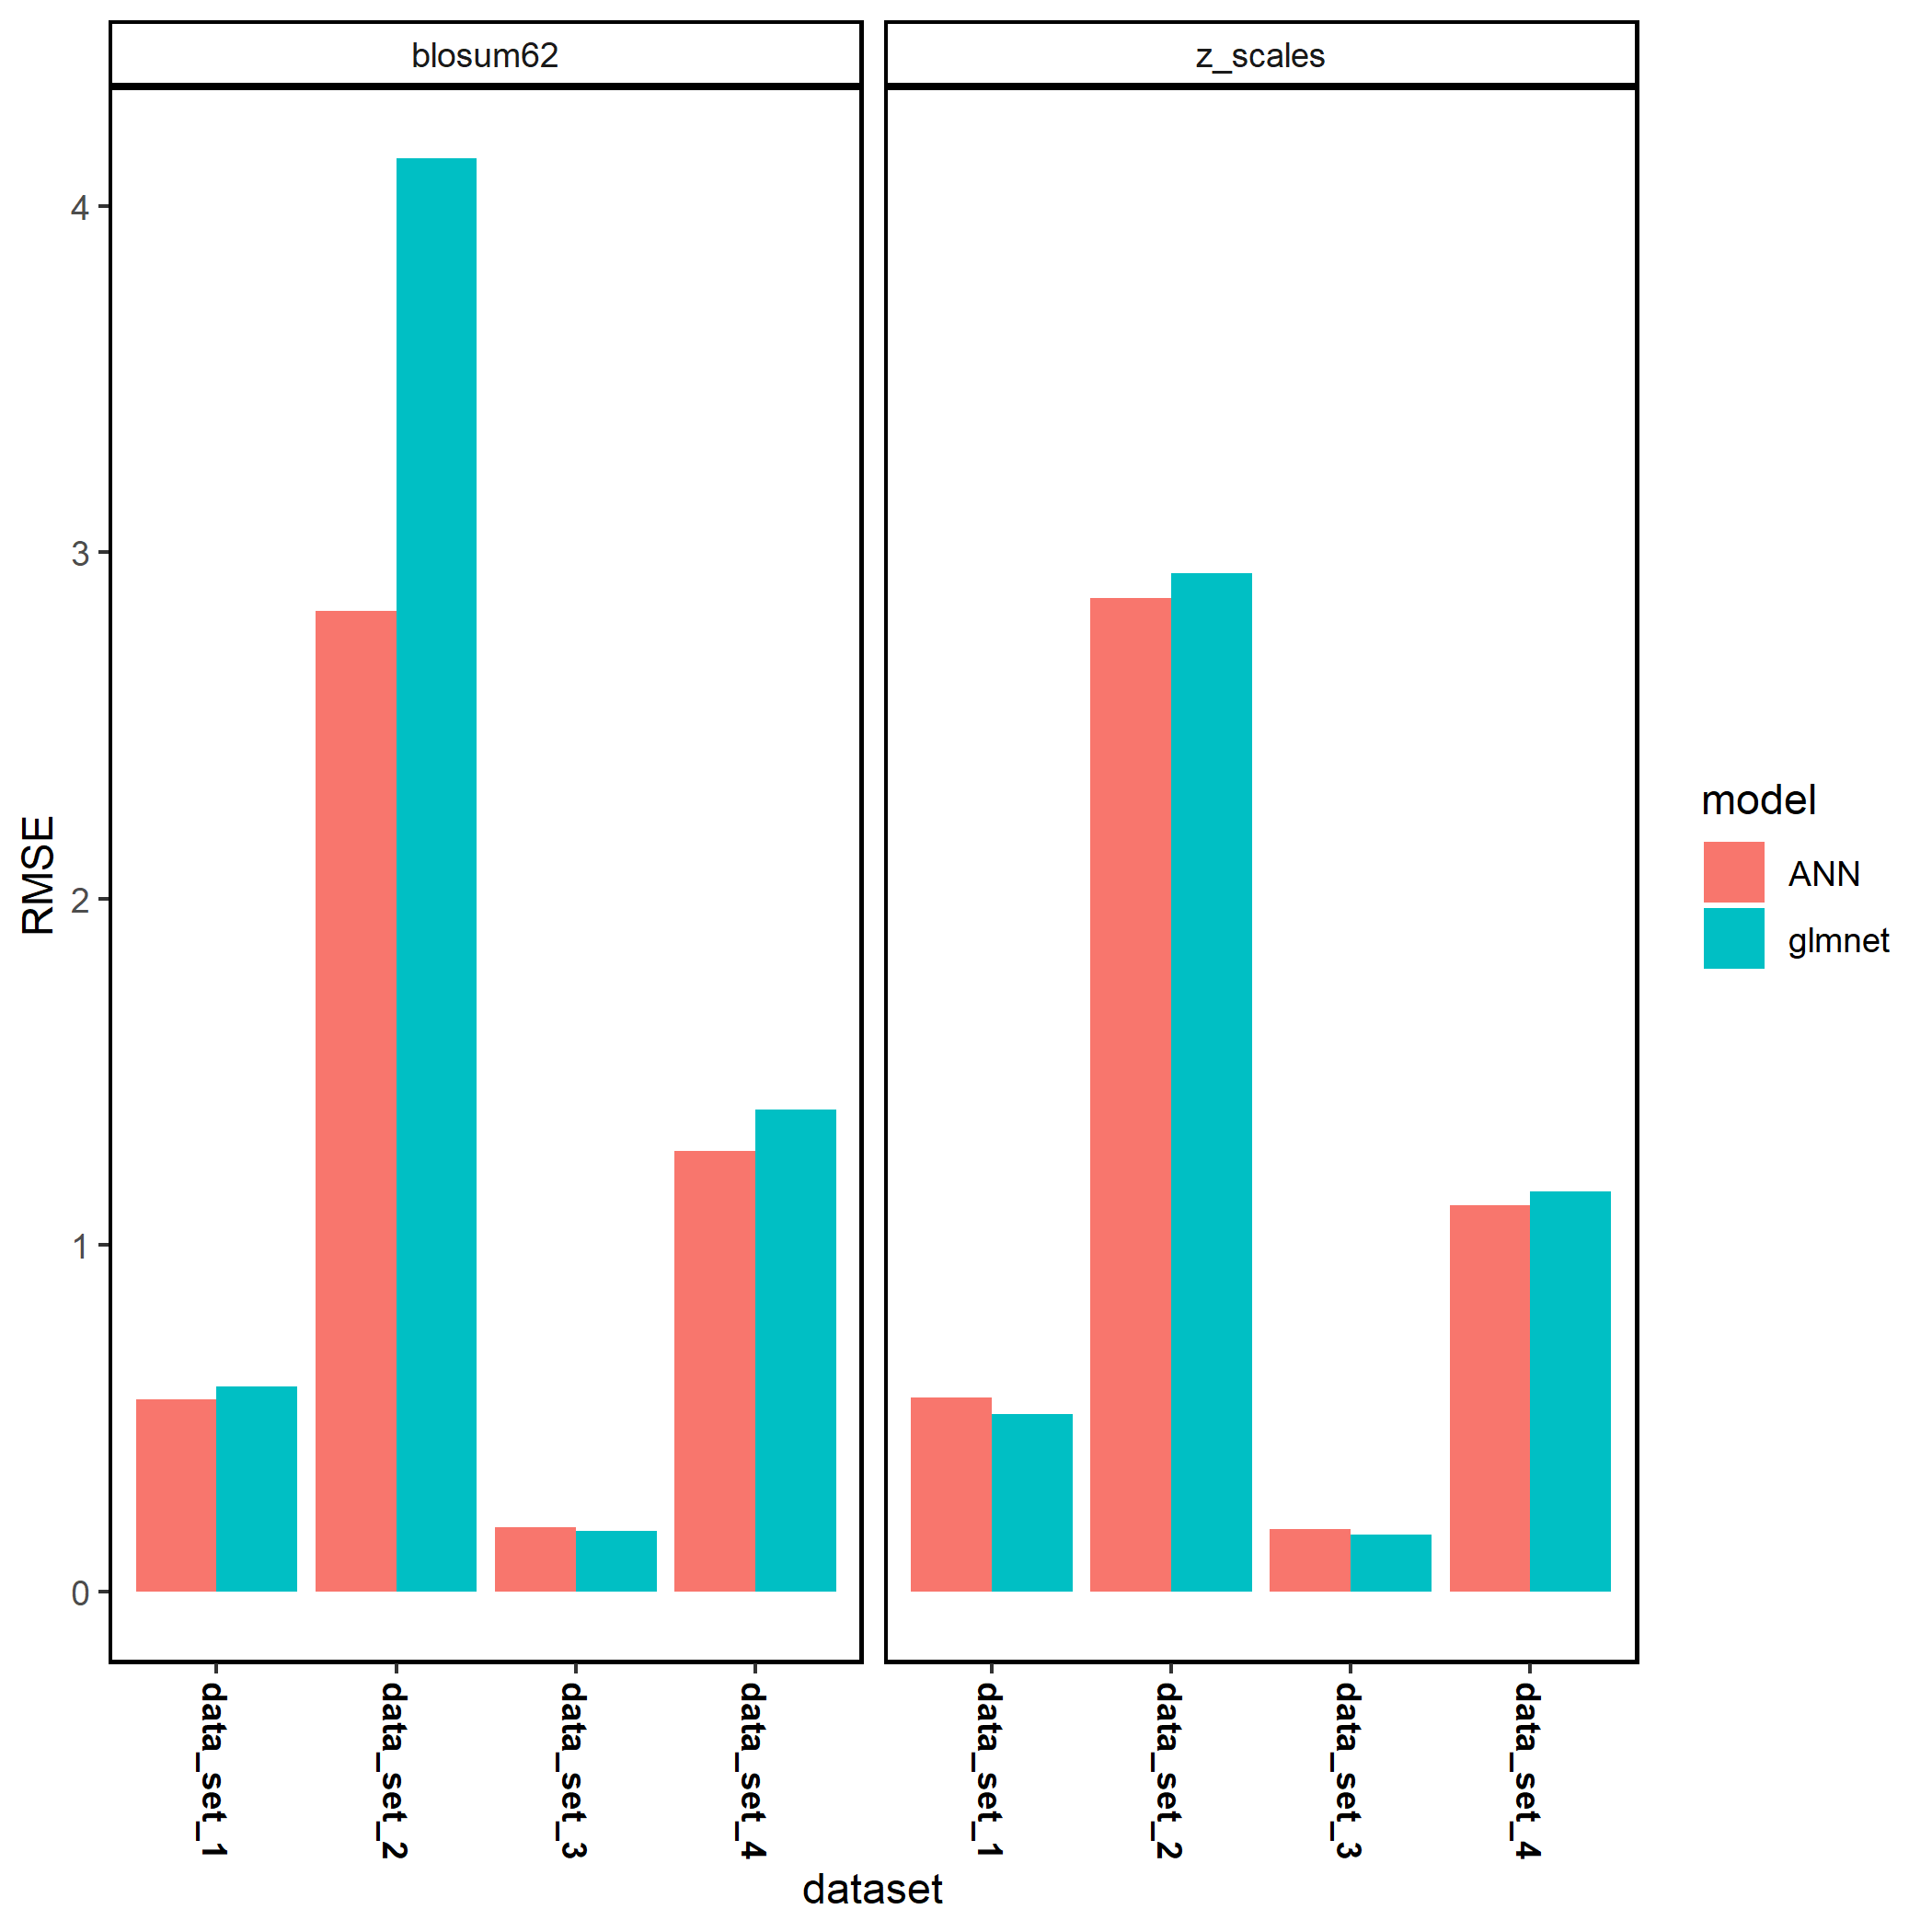 blosum62
z_scales
RMSE
4
3
2
1
0
data_set_1
data_set_2
data_set_3
data_set_4
data_set_1
data_set_2
data_set_3
data_set_4
dataset
model
ANN
glmnet